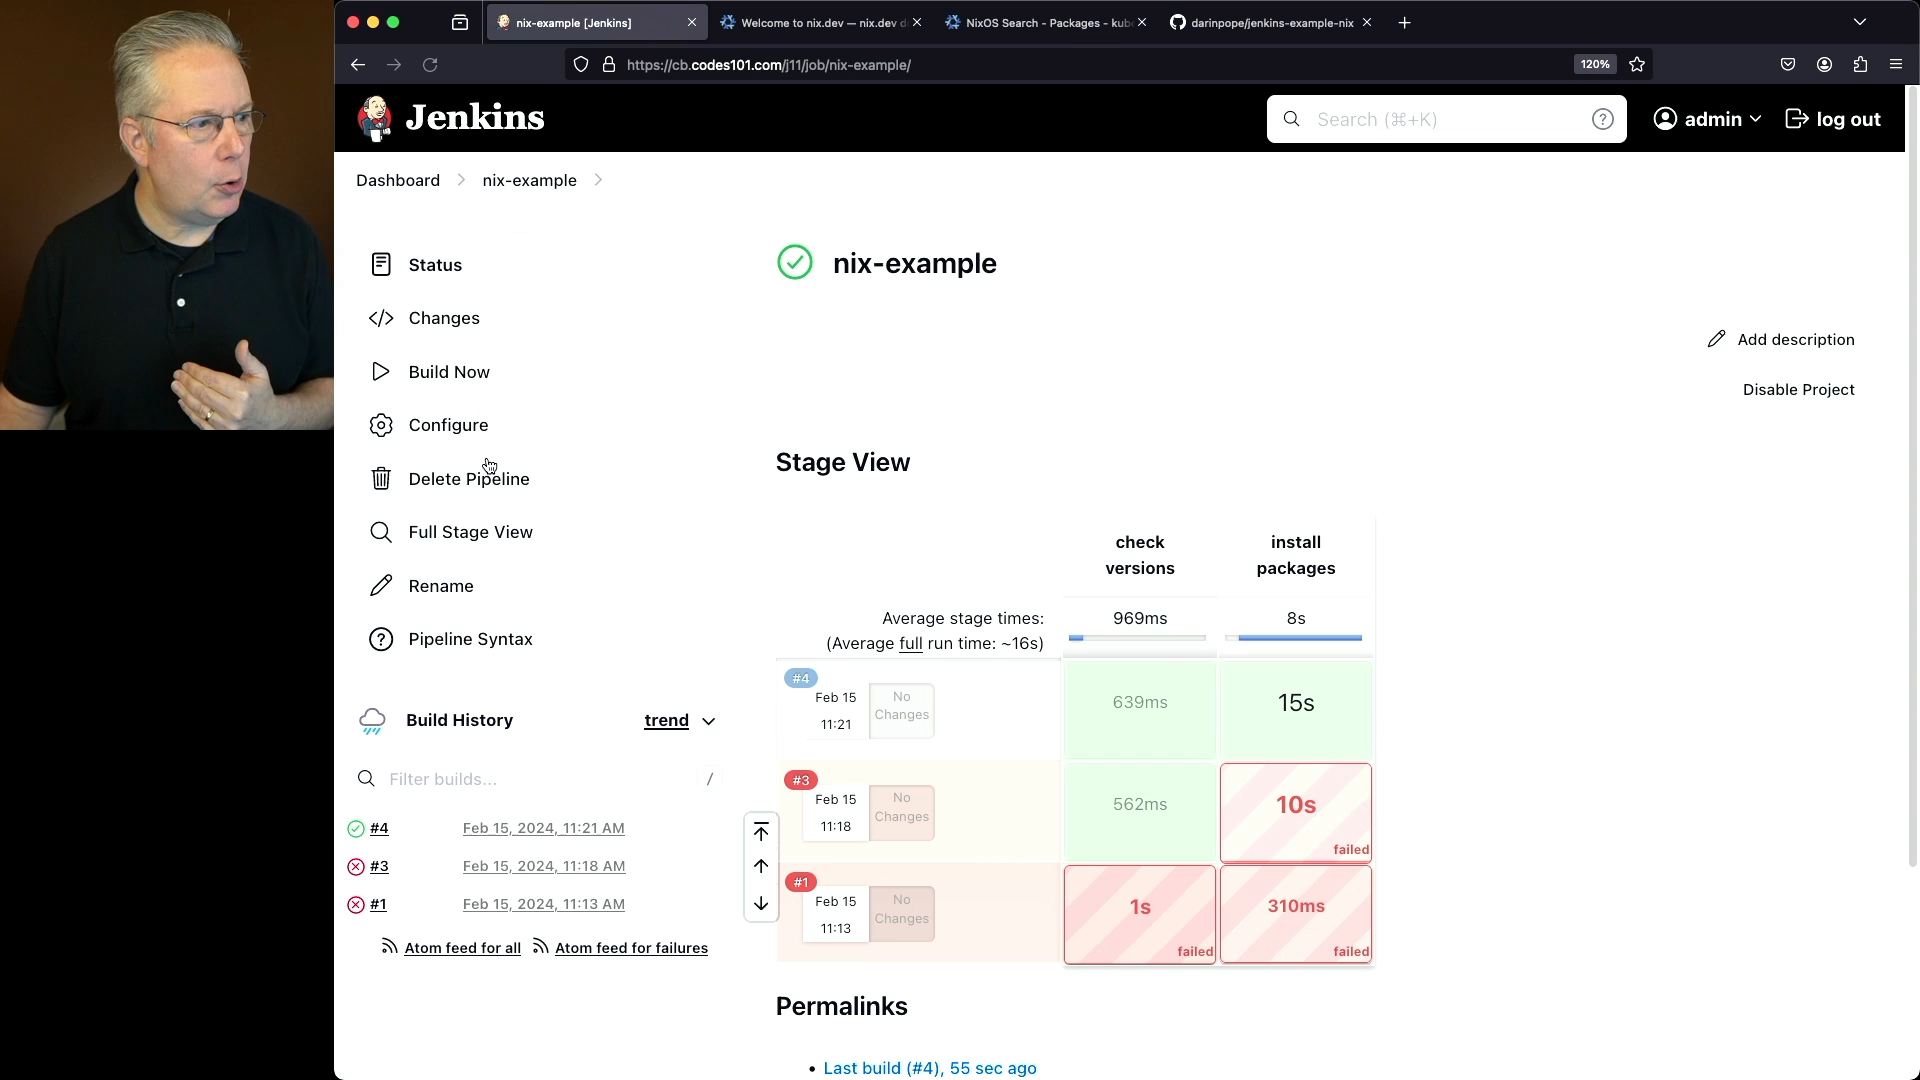 nix-example [Jenkins]
Welcome to nix.dev — nix.dev d
NixOS Search - Packages - kub
darinpope/jenkins-example-nix
https://cb.codes101.com/j11/job/nix-example/
120%
Jenkins
Search (⌘+K)
admin
log out
Dashboard
nix-example
Status
Changes
Build Now
Configure
Delete Pipeline
Full Stage View
Rename
Pipeline Syntax
Build History
trend
Filter builds...
/
#4
Feb 15, 2024, 11:21 AM
#3
Feb 15, 2024, 11:18 AM
#1
Feb 15, 2024, 11:13 AM
Atom feed for all
Atom feed for failures
nix-example
Add description
Disable Project
Stage View
check
versions
install
packages
Average stage times:
(Average full run time: ~16s)
969ms
8s
#4
Feb 15
11:21
No
Changes
639ms
15s
#3
Feb 15
11:18
No
Changes
562ms
10s
failed
#1
Feb 15
11:13
No
Changes
1s
failed
310ms
failed
Permalinks
• Last build (#4), 55 sec ago